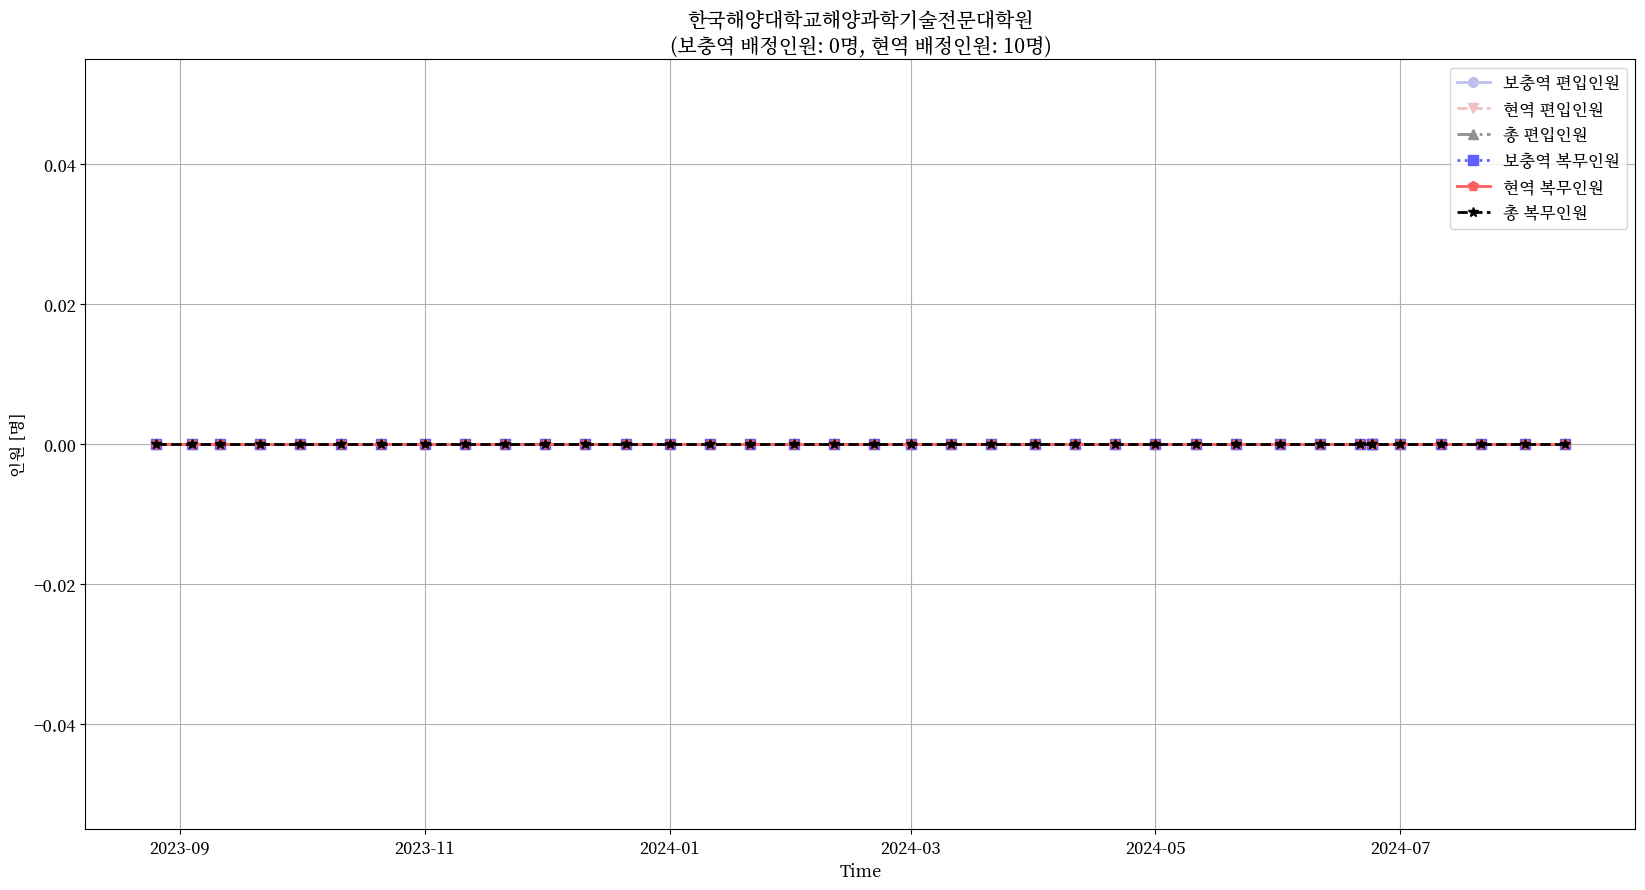 한국해양대학교해양과학기술전문대학원
(보충역 배정인원: 0명, 현역 배정인원: 10명)
보충역 편입인원
현역 편입인원
총 편입인원
보충역 복무인원
현역 복무인원
총 복무인원
인원 [명]
0.04
0.02
0.00
−0.02
−0.04
2023-09
2023-11
2024-01
2024-03
2024-05
2024-07
Time